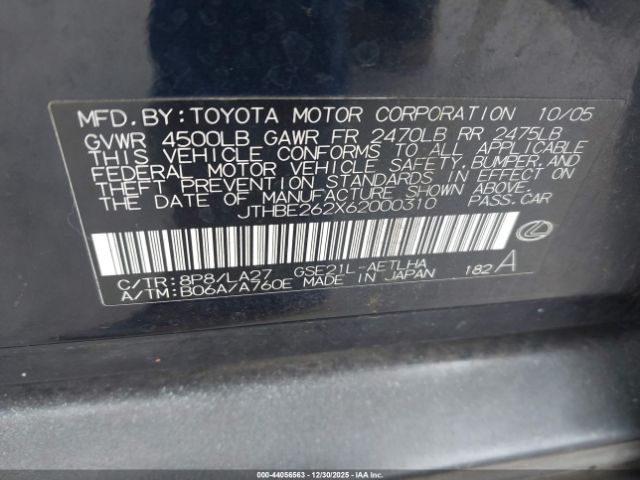 MFD. BY: TOYOTA MOTOR CORPORATION 10/05
GVWR 4500LB GAWR FR 2470LB RR 2475LB
THIS VEHICLE CONFORMS TO ALL APPLICABLE
FEDERAL MOTOR VEHICLE SAFETY, BUMPER, AND
THEFT PREVENTION STANDARDS IN EFFECT ON
THE DATE OF MANUFACTURE SHOWN ABOVE.
JTHBE262X62000310 PASS. CAR
C/TR: 8P8/LA27 GSE21L-AETLHA
A/TM: B06A/A760E MADE IN JAPAN 182 A
000-44056563 - 12/30/2025 - IAAI.COM